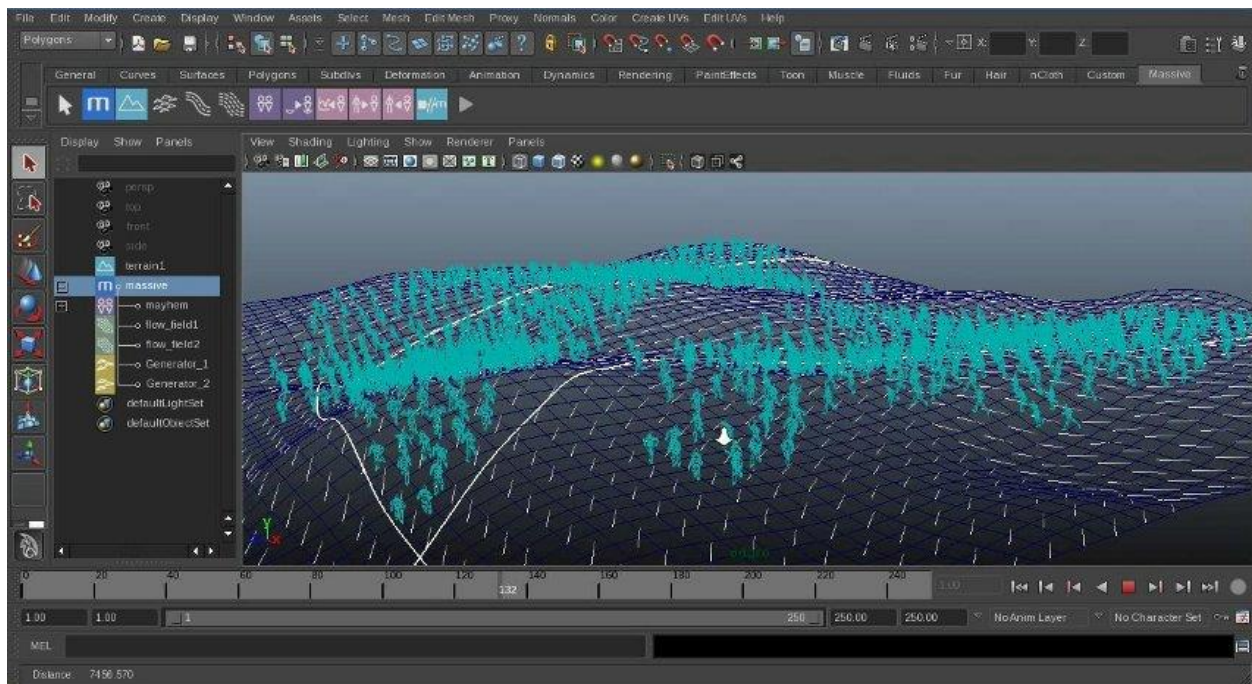 File Edit Modify Create Display Window Assets Select Mesh Edit Mesh Proxy Normals Color Create UVs Edit UVs Help
Polygons X: Y: Z:
General Curves Surfaces Polygons Subdivs Deformation Animation Dynamics Rendering PaintEffects Toon Muscle Fluids Fur Hair nCloth Custom Massive
Display Show Panels View Shading Lighting Show Renderer Panels
persp
top
front
side
terrain1
massive
mayhem
flow_field1
flow_field2
Generator_1
Generator_2
defaultLightSet
defaultObjectSet
Y
X
0 20 40 60 80 100 120 132 140 160 180 200 220 240 1.00
1.00 1.00 1 250 250.00 250.00 No Anim Layer No Character Set
MEL
Distance: 7456.570